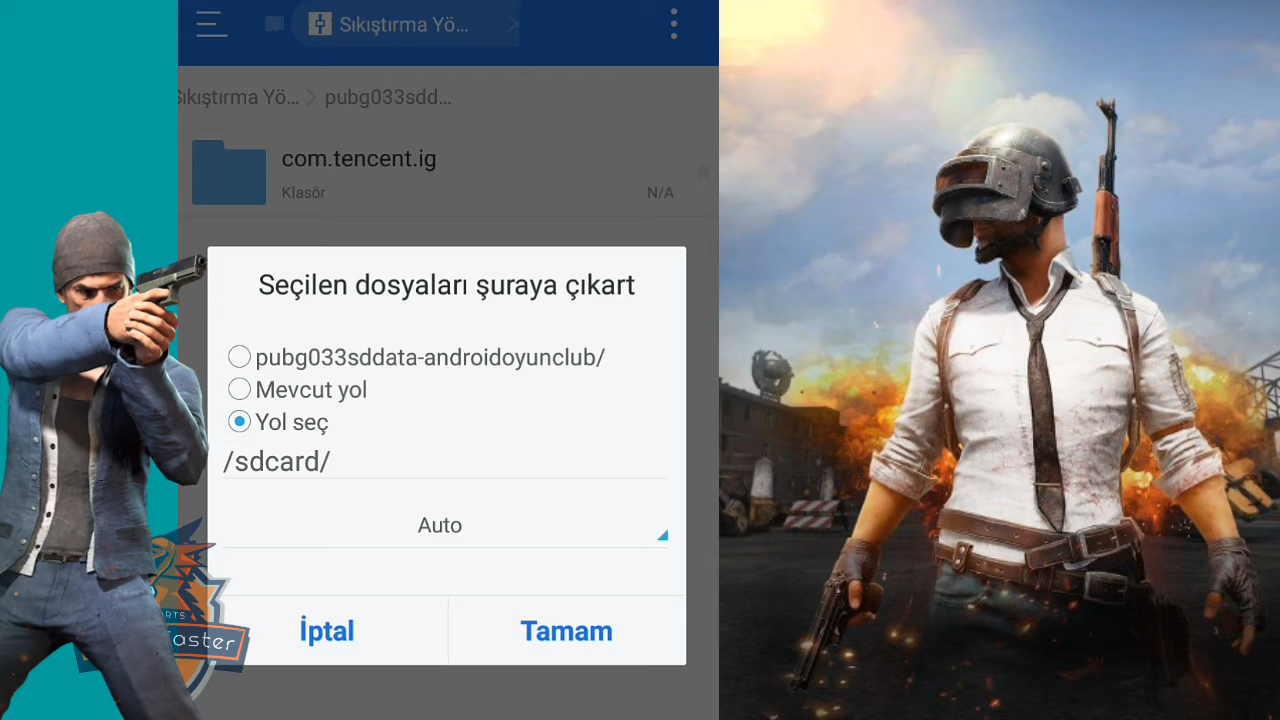 Sıkıştırma Yö...
Sıkıştırma Yö...
pubg033sdd...
com.tencent.ig
Klasör
N/A
Seçilen dosyaları şuraya çıkart
pubg033sddata-androidoyunclub/
Mevcut yol
Yol seç
/sdcard/
Auto
İptal
Tamam